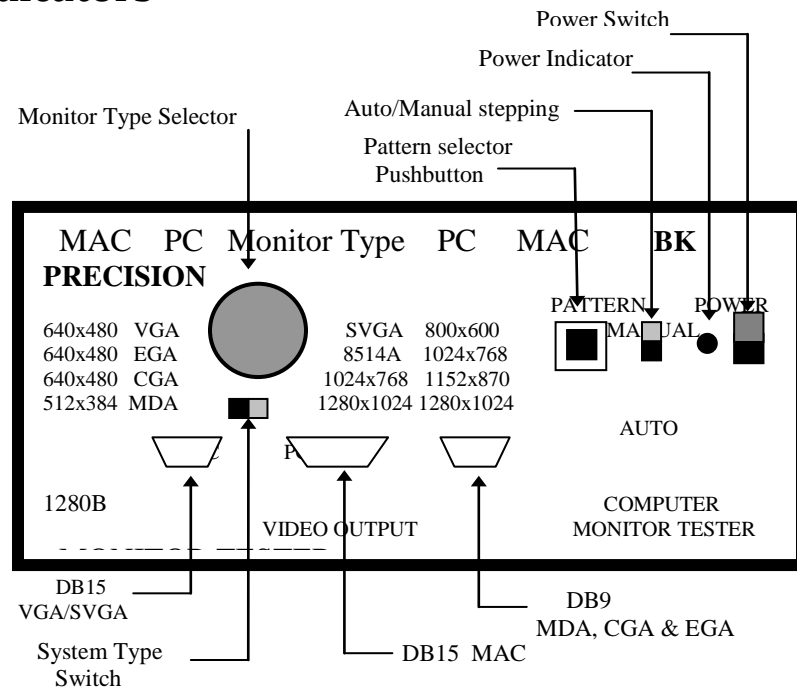 Power Switch
Power Indicator
Monitor Type Selector
Auto/Manual stepping
Pattern selector
Pushbutton
MAC PC Monitor Type PC MAC BK
PRECISION
PATTERN POWER
MANUAL
640x480 VGA SVGA 800x600
640x480 EGA 8514A 1024x768
640x480 CGA 1024x768 1152x870
512x384 MDA 1280x1024 1280x1024
AUTO
1280B
COMPUTER
VIDEO OUTPUT MONITOR TESTER
DB15
VGA/SVGA
DB9
MDA, CGA & EGA
System Type
Switch
DB15 MAC